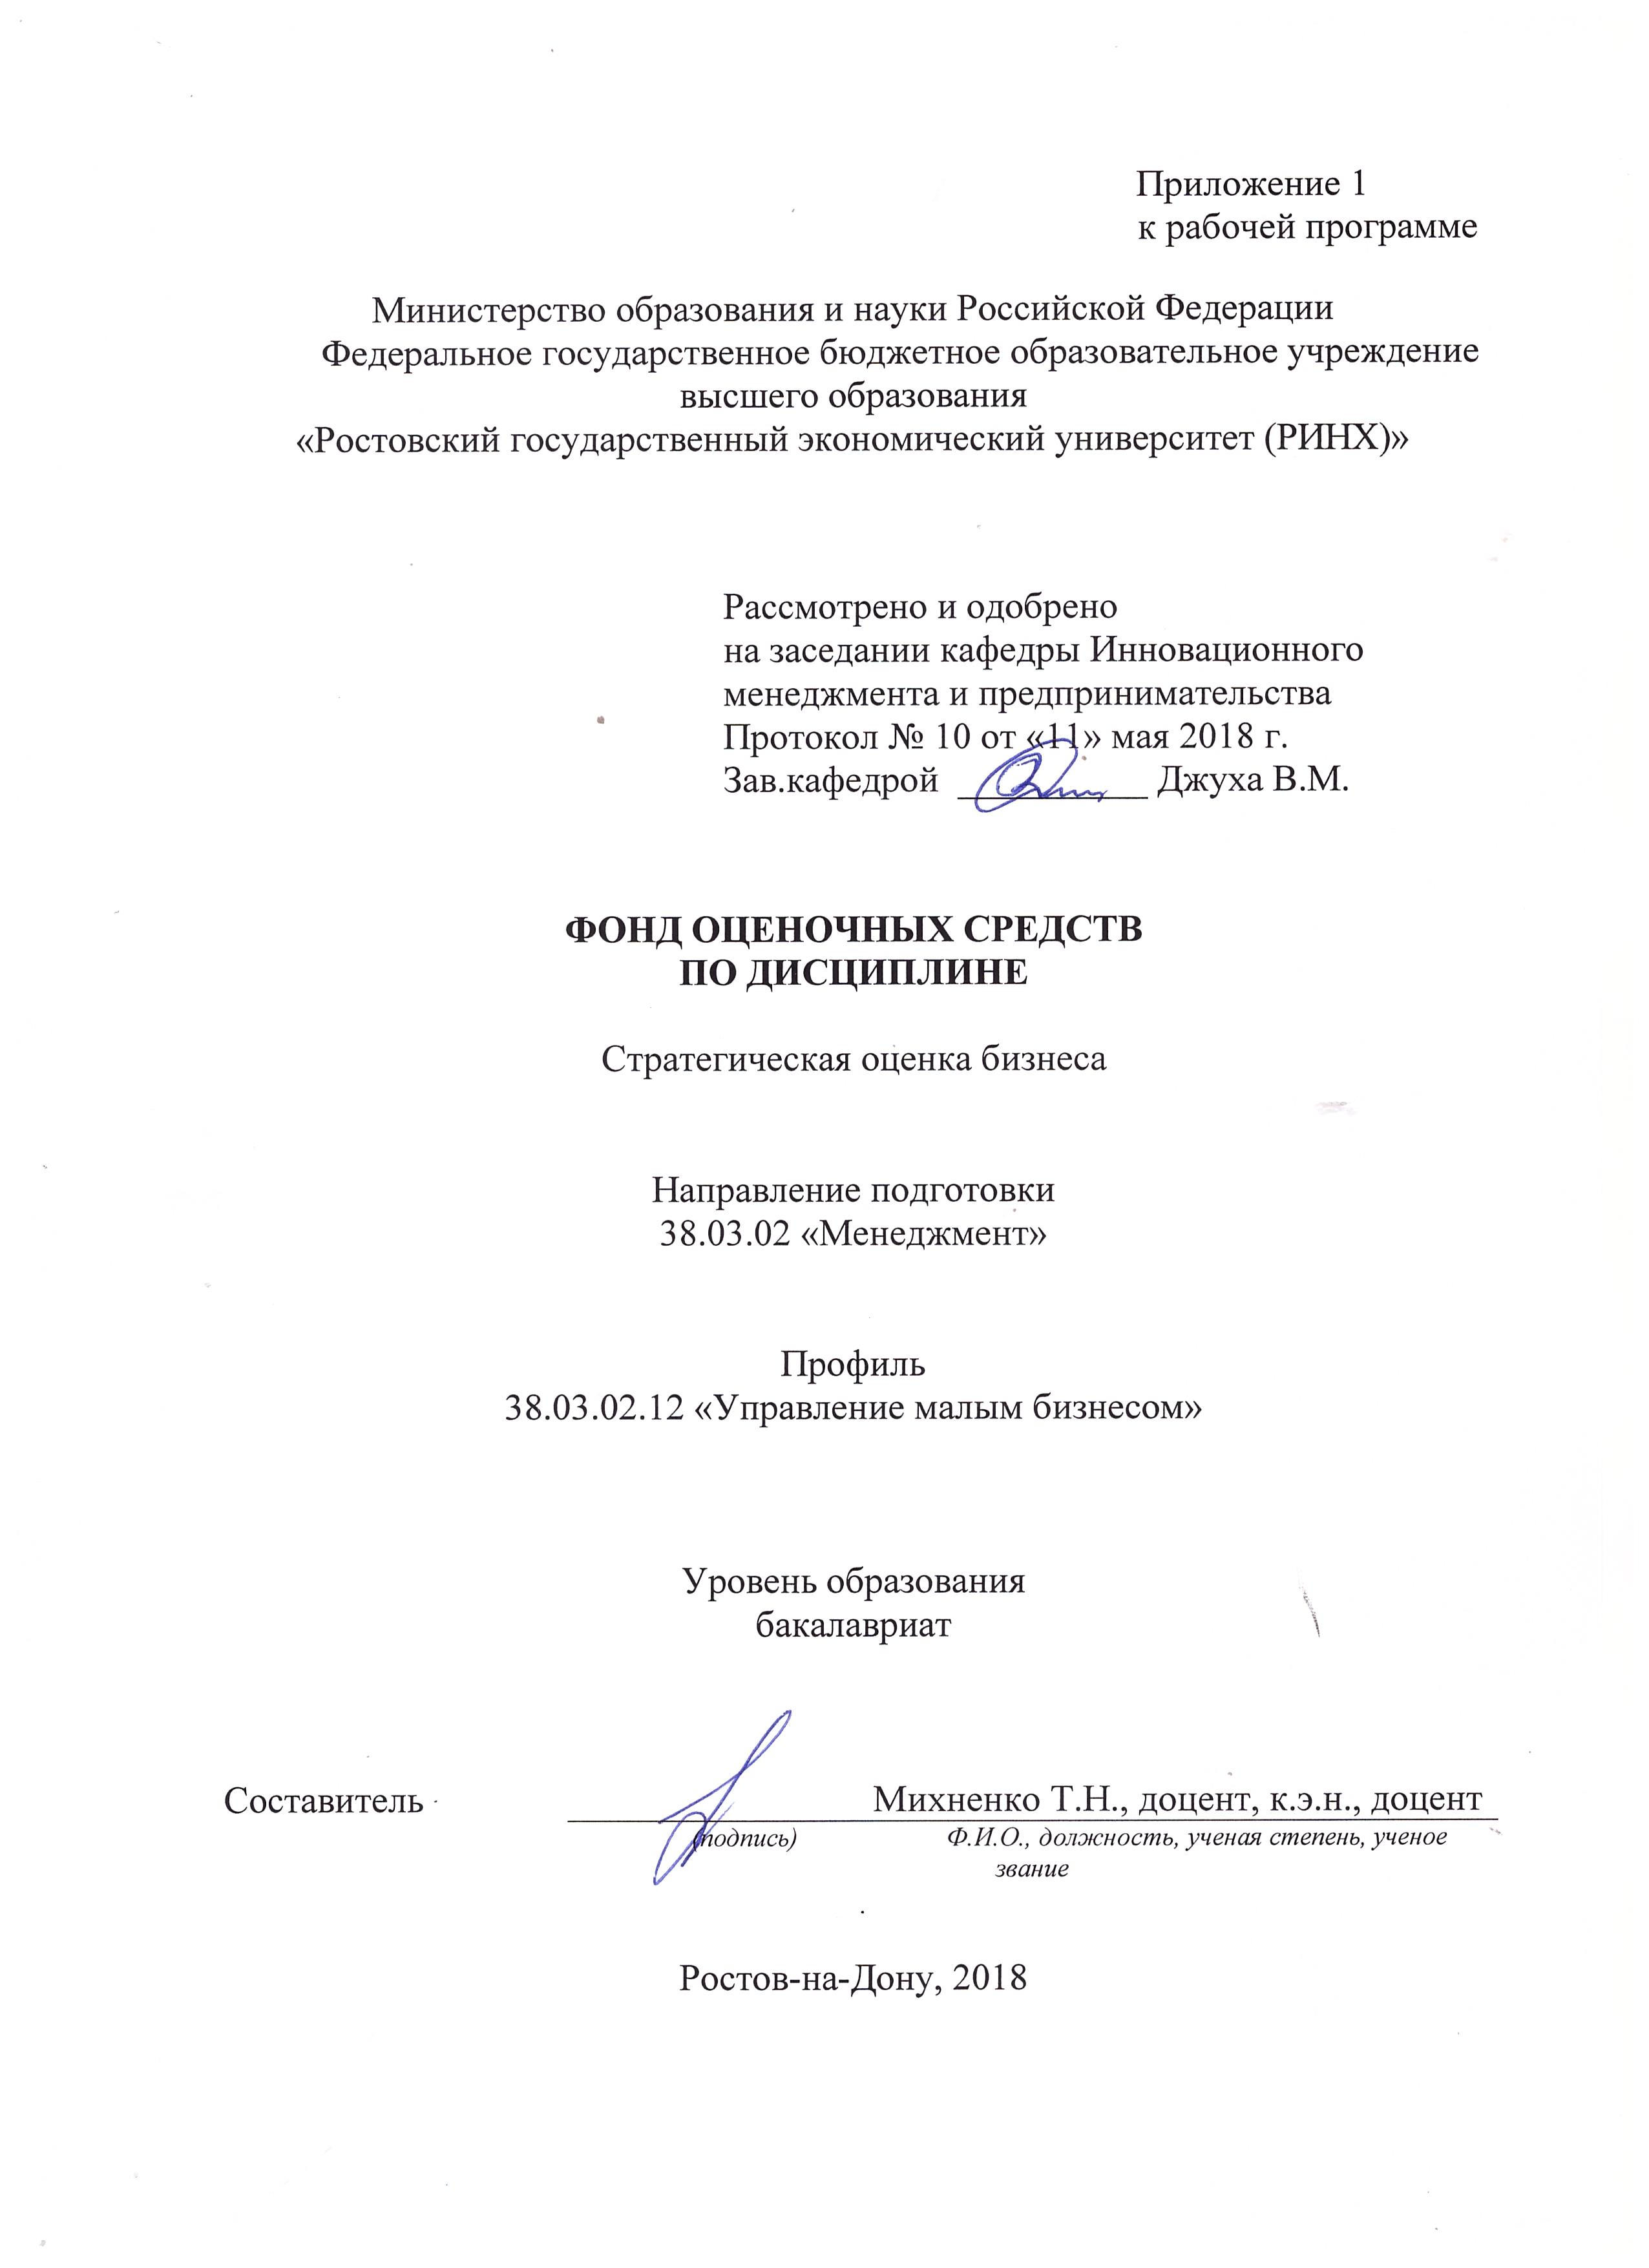 Приложение 1
к рабочей программе
Министерство образования и науки Российской Федерации
Федеральное государственное бюджетное образовательное учреждение
высшего образования
«Ростовский государственный экономический университет (РИНХ)»
Рассмотрено и одобрено
на заседании кафедры Инновационного
менеджмента и предпринимательства
Протокол № 10 от «11» мая 2018 г.
Зав.кафедрой __________ Джуха В.М.
ФОНД ОЦЕНОЧНЫХ СРЕДСТВ
ПО ДИСЦИПЛИНЕ
Стратегическая оценка бизнеса
Направление подготовки
38.03.02 «Менеджмент»
Профиль
38.03.02.12 «Управление малым бизнесом»
Уровень образования
бакалавриат
Составитель Михненко Т.Н., доцент, к.э.н., доцент
(подпись) Ф.И.О., должность, ученая степень, ученое
звание
Ростов-на-Дону, 2018